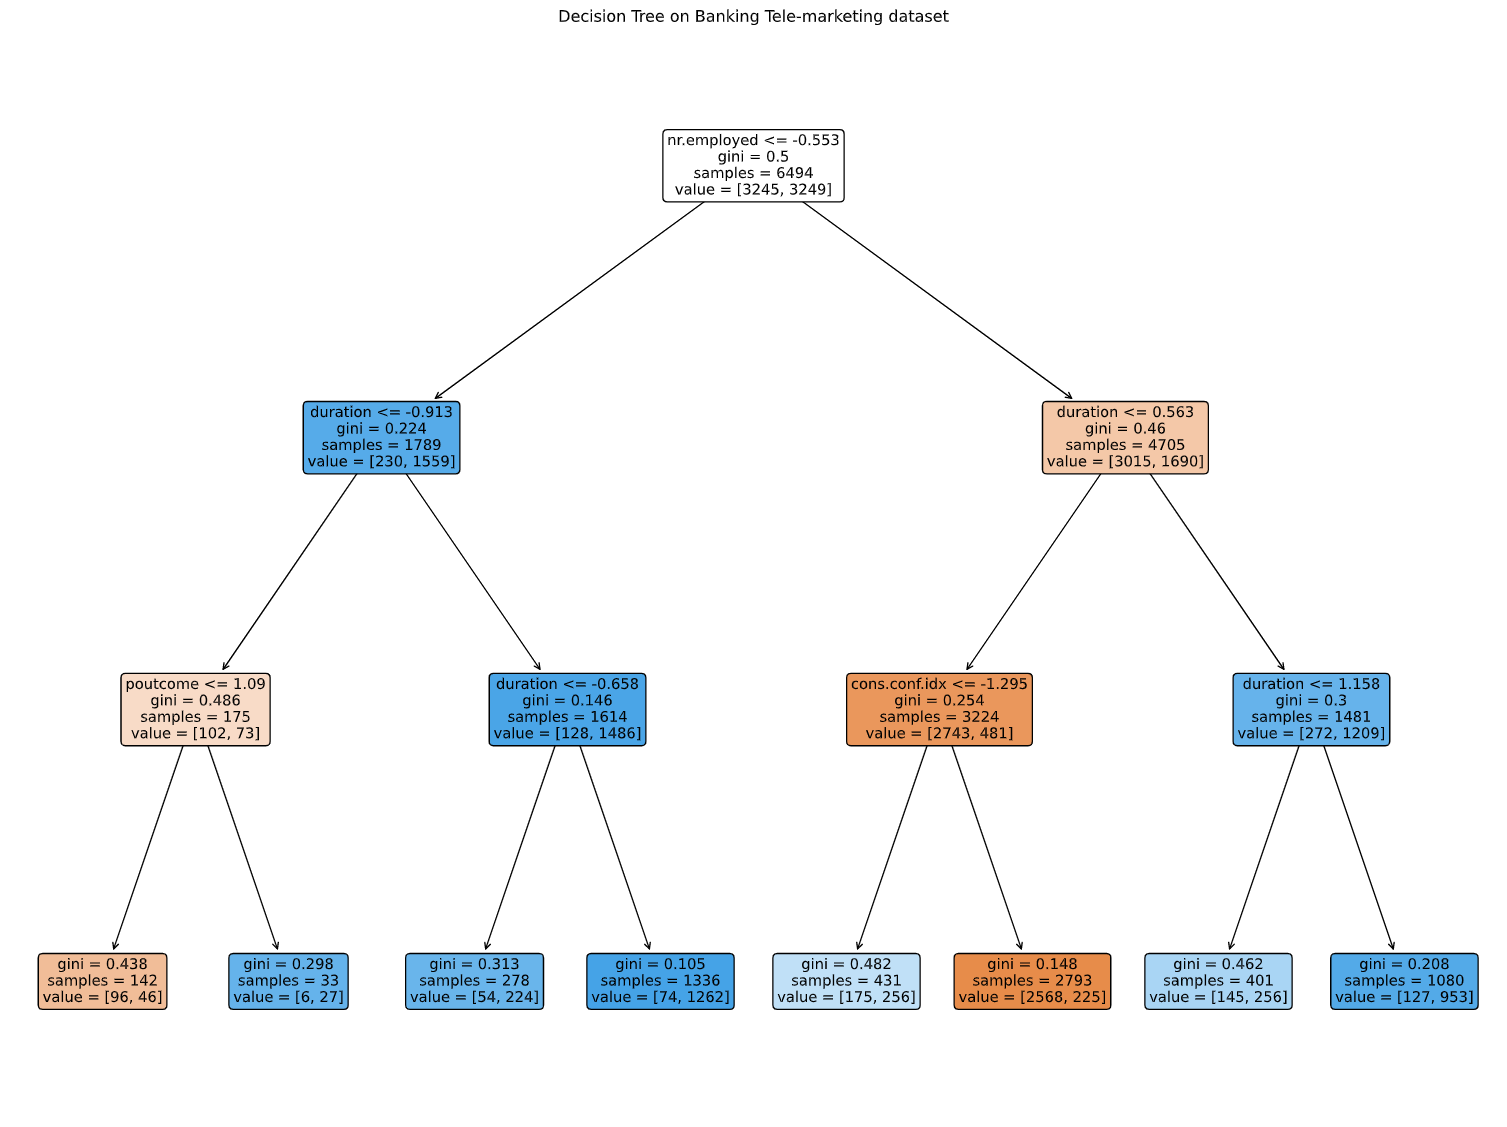 Decision Tree on Banking Tele-marketing dataset
nr.employed <= -0.553
gini = 0.5
samples = 6494
value = [3245, 3249]
duration <= -0.913
gini = 0.224
samples = 1789
value = [230, 1559]
duration <= 0.563
gini = 0.46
samples = 4705
value = [3015, 1690]
poutcome <= 1.09
gini = 0.486
samples = 175
value = [102, 73]
duration <= -0.658
gini = 0.146
samples = 1614
value = [128, 1486]
cons.conf.idx <= -1.295
gini = 0.254
samples = 3224
value = [2743, 481]
duration <= 1.158
gini = 0.3
samples = 1481
value = [272, 1209]
gini = 0.438
samples = 142
value = [96, 46]
gini = 0.298
samples = 33
value = [6, 27]
gini = 0.313
samples = 278
value = [54, 224]
gini = 0.105
samples = 1336
value = [74, 1262]
gini = 0.482
samples = 431
value = [175, 256]
gini = 0.148
samples = 2793
value = [2568, 225]
gini = 0.462
samples = 401
value = [145, 256]
gini = 0.208
samples = 1080
value = [127, 953]